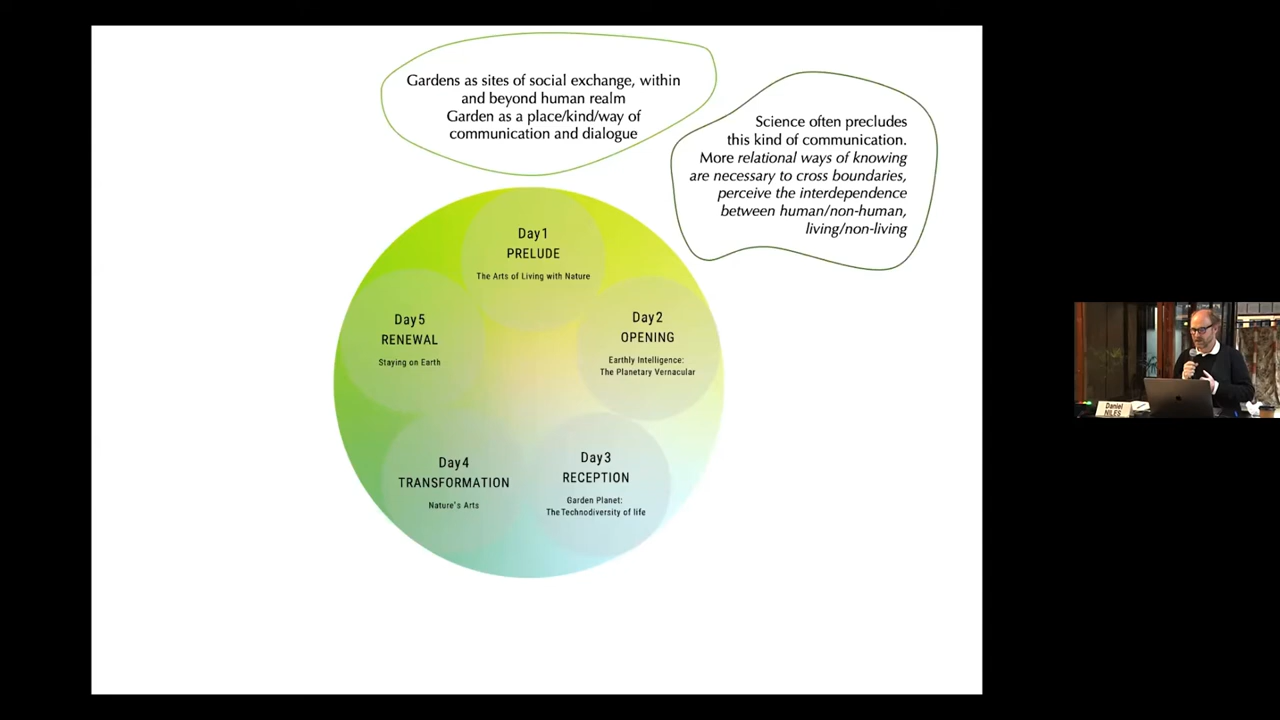 Gardens as sites of social exchange, within
and beyond human realm
Garden as a place/kind/way of
communication and dialogue
Science often precludes
this kind of communication.
More relational ways of knowing
are necessary to cross boundaries,
perceive the interdependence
between human/non-human,
living/non-living
Day1
PRELUDE
The Arts of Living with Nature
Day2
OPENING
Earthly Intelligence:
The Planetary Vernacular
Day3
RECEPTION
Garden Planet:
The Technodiversity of life
Day4
TRANSFORMATION
Nature's Arts
Day5
RENEWAL
Staying on Earth
Daniel
NILES